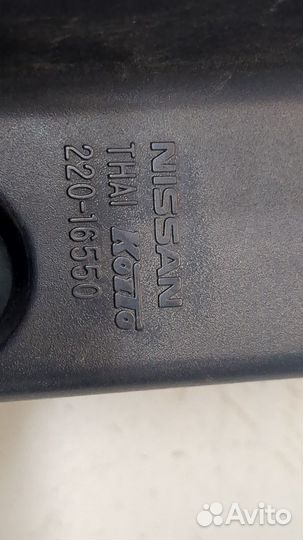 NISSAN
THAI Koito
220-16550
Avito